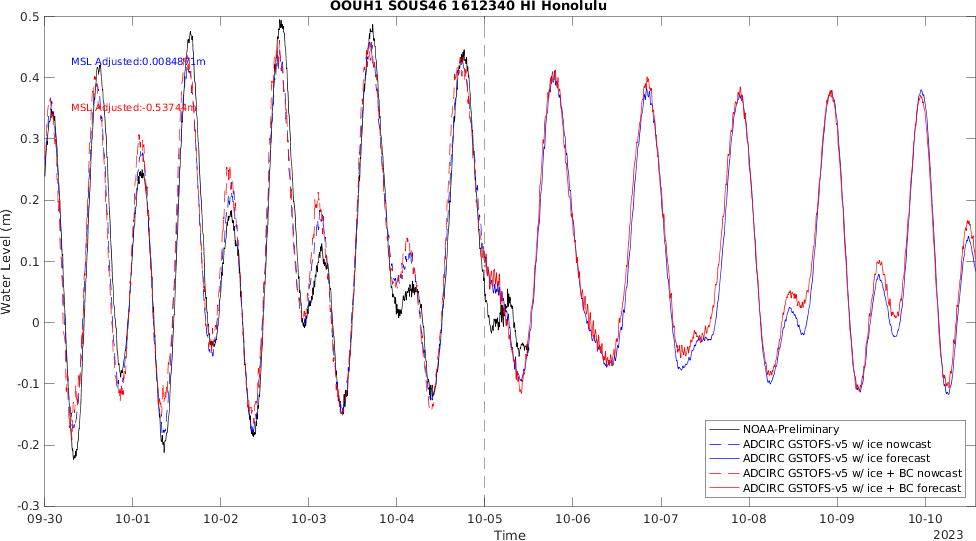 OOUH1 SOUS46 1612340 HI Honolulu
0.5
0.4
0.3
0.2
0.1
0
-0.1
-0.2
-0.3
Water Level (m)
MSL Adjusted:0.0084871m
MSL Adjusted:-0.53744m
NOAA-Preliminary
ADCIRC GSTOFS-v5 w/ ice nowcast
ADCIRC GSTOFS-v5 w/ ice forecast
ADCIRC GSTOFS-v5 w/ ice + BC nowcast
ADCIRC GSTOFS-v5 w/ ice + BC forecast
09-30 10-01 10-02 10-03 10-04 10-05 10-06 10-07 10-08 10-09 10-10
Time
2023